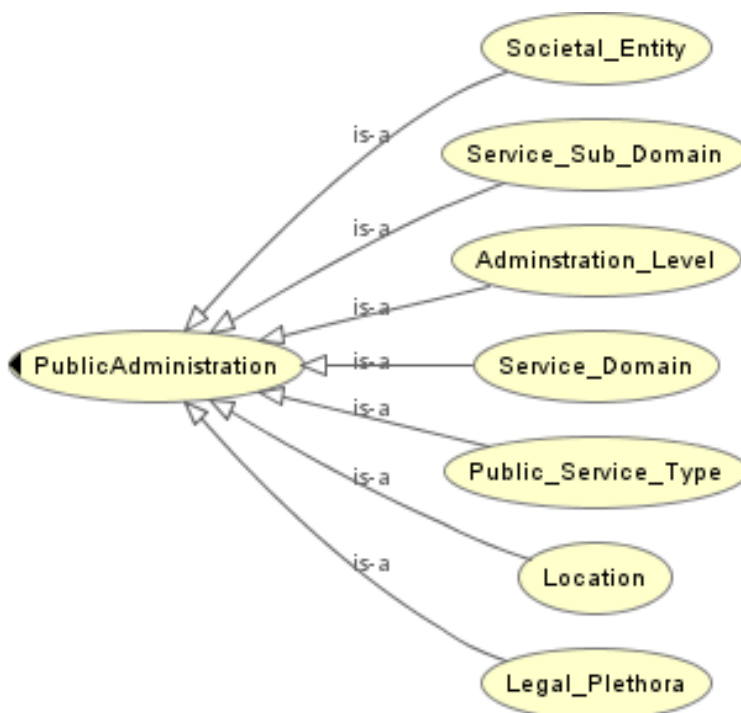 Societal_Entity
is-a
Service_Sub_Domain
is-a
Adminstration_Level
is-a
PublicAdministration
is-a
Service_Domain
is-a
Public_Service_Type
is-a
Location
is-a
Legal_Plethora